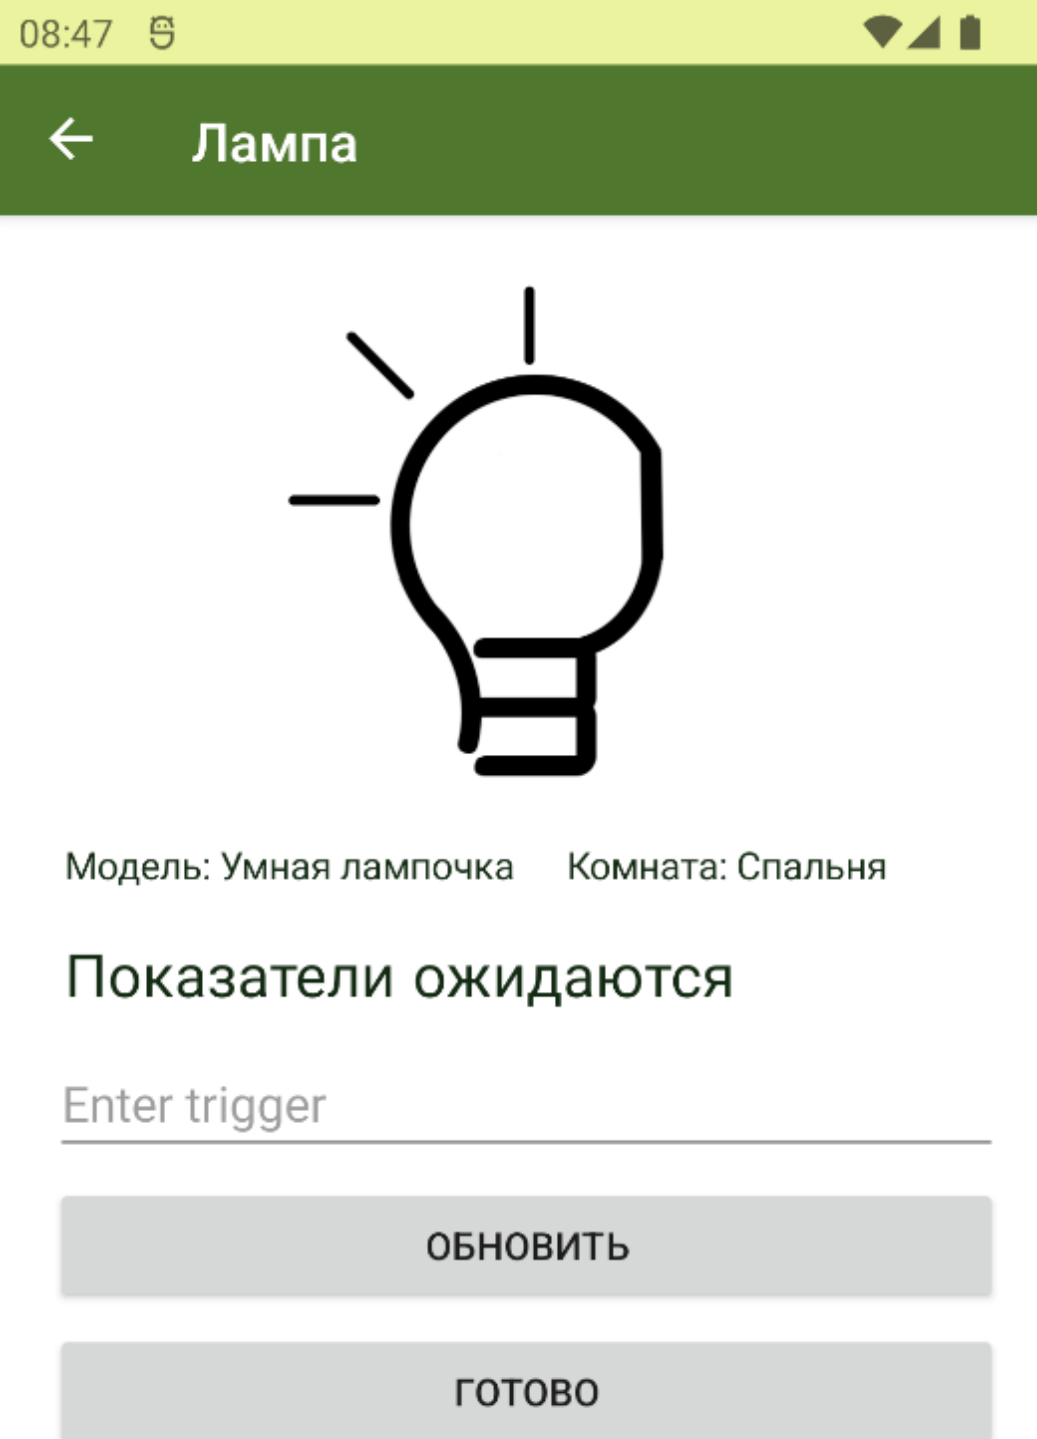 08:47
Лампа
Модель: Умная лампочка Комната: Спальня
Показатели ожидаются
Enter trigger
ОБНОВИТЬ
ГОТОВО